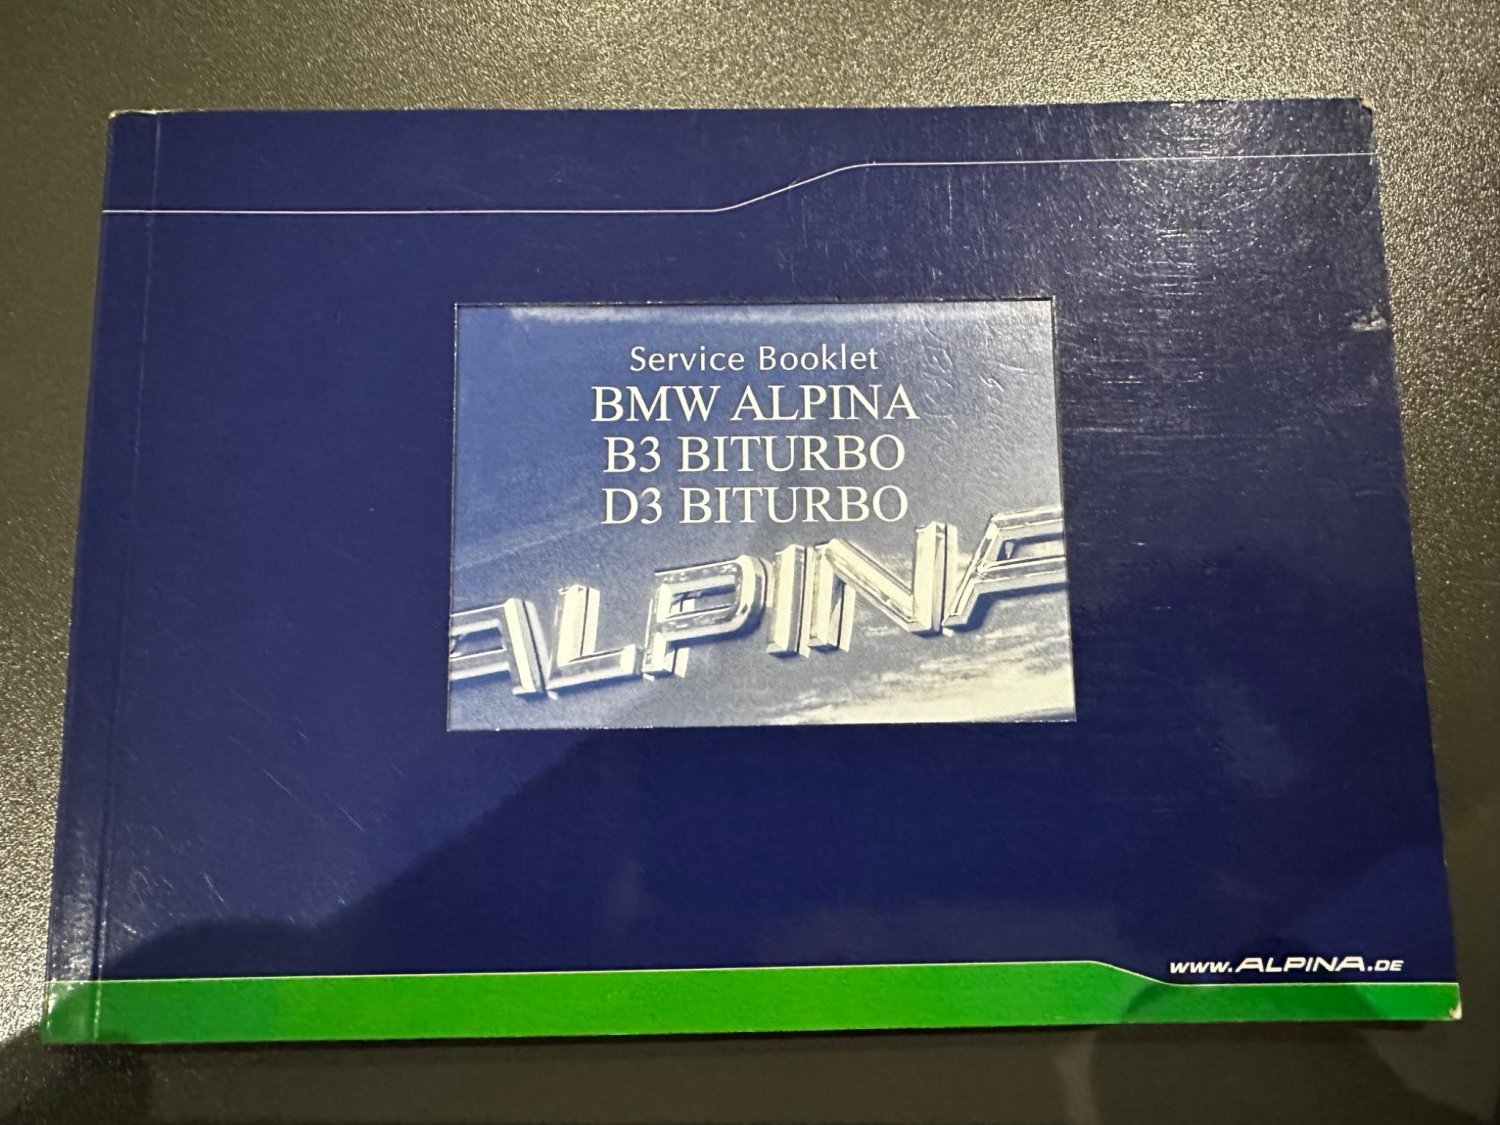 Service Booklet
BMW ALPINA
B3 BITURBO
D3 BITURBO
ALPINA
www.ALPINA.DE